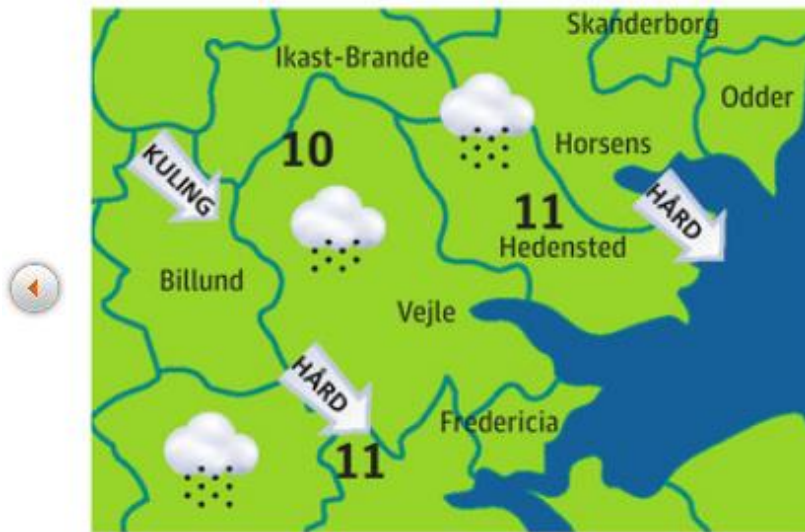 Skanderborg
Ikast-Brande
Odder
10
Horsens
KULING
HÅRD
11
Hedensted
Billund
Vejle
HÅRD
Fredericia
11